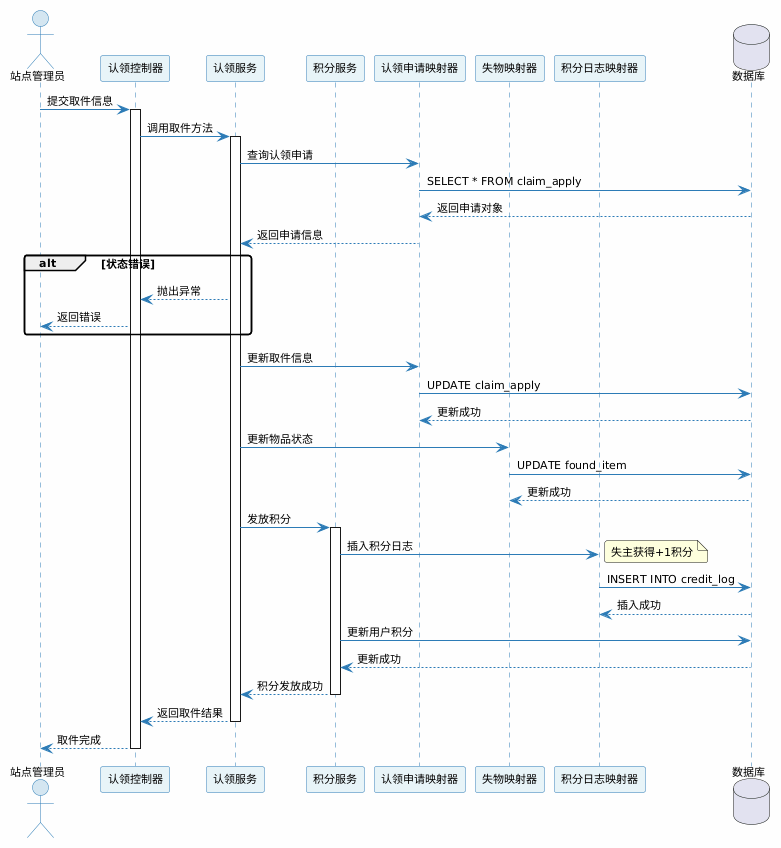 站点管理员
认领控制器
认领服务
积分服务
认领申请映射器
失物映射器
积分日志映射器
数据库
提交取件信息
调用取件方法
查询认领申请
SELECT * FROM claim_apply
返回申请对象
返回申请信息
alt [状态错误]
抛出异常
返回错误
更新取件信息
UPDATE claim_apply
更新成功
更新物品状态
UPDATE found_item
更新成功
发放积分
插入积分日志
失主获得+1积分
INSERT INTO credit_log
插入成功
更新用户积分
更新成功
积分发放成功
返回取件结果
取件完成
站点管理员
认领控制器
认领服务
积分服务
认领申请映射器
失物映射器
积分日志映射器
数据库